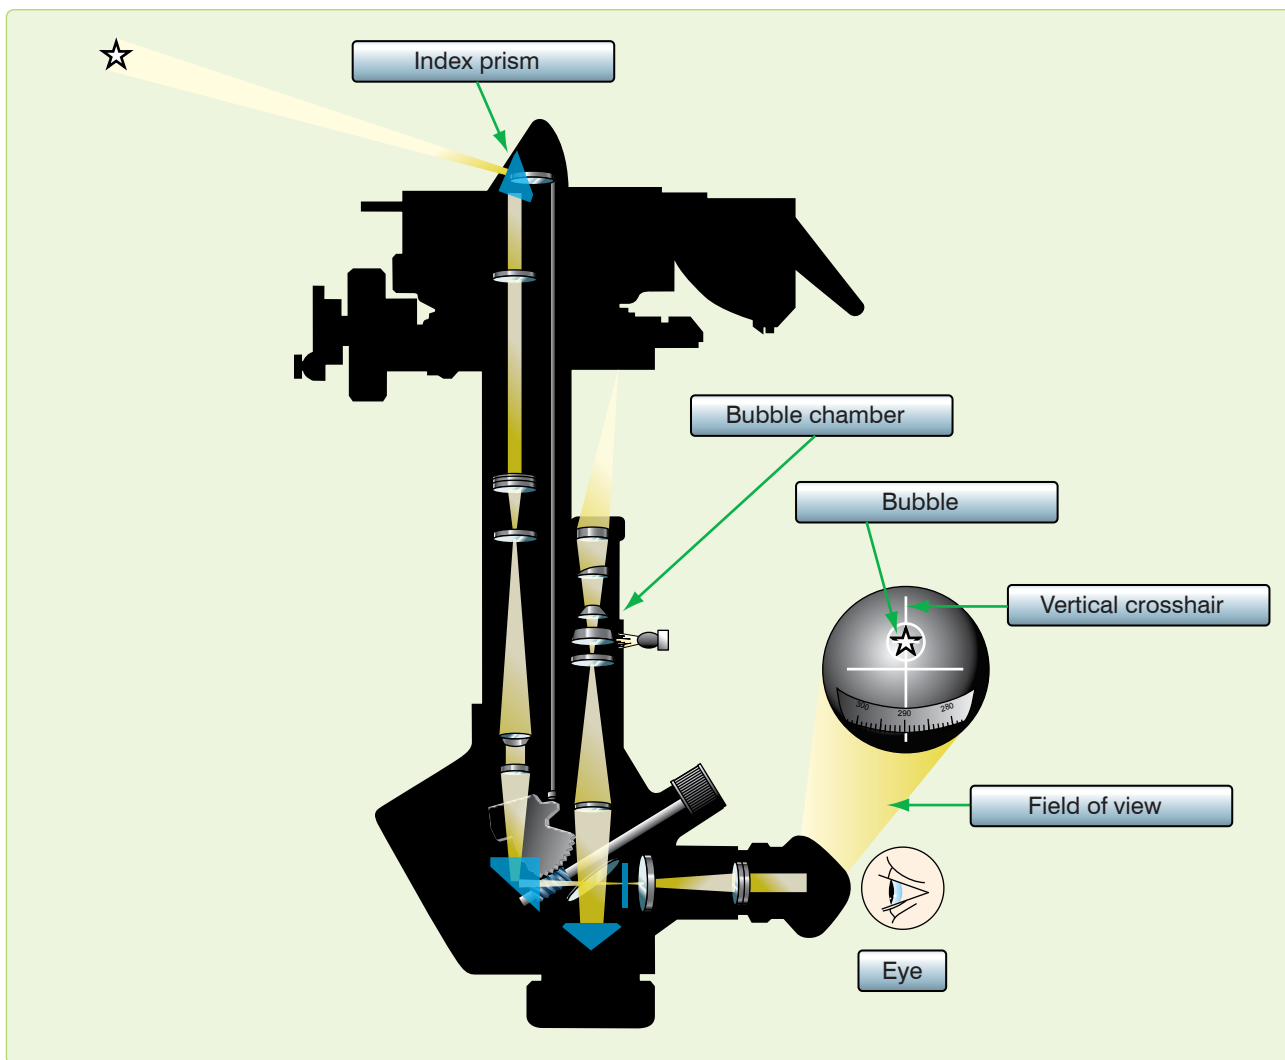 Index prism
Bubble chamber
Bubble
Vertical crosshair
300 290 280
Field of view
Eye